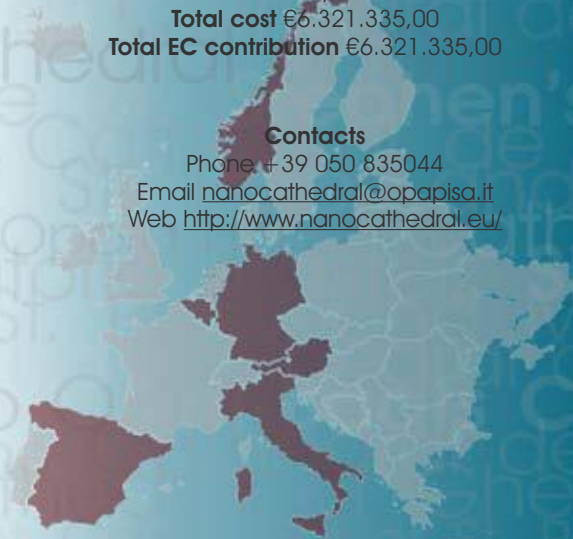 Total cost €6.321.335,00
Total EC contribution €6.321.335,00
Contacts
Phone +39 050 835044
Email nanocathedral@opapisa.it
Web http://www.nanocathedral.eu/